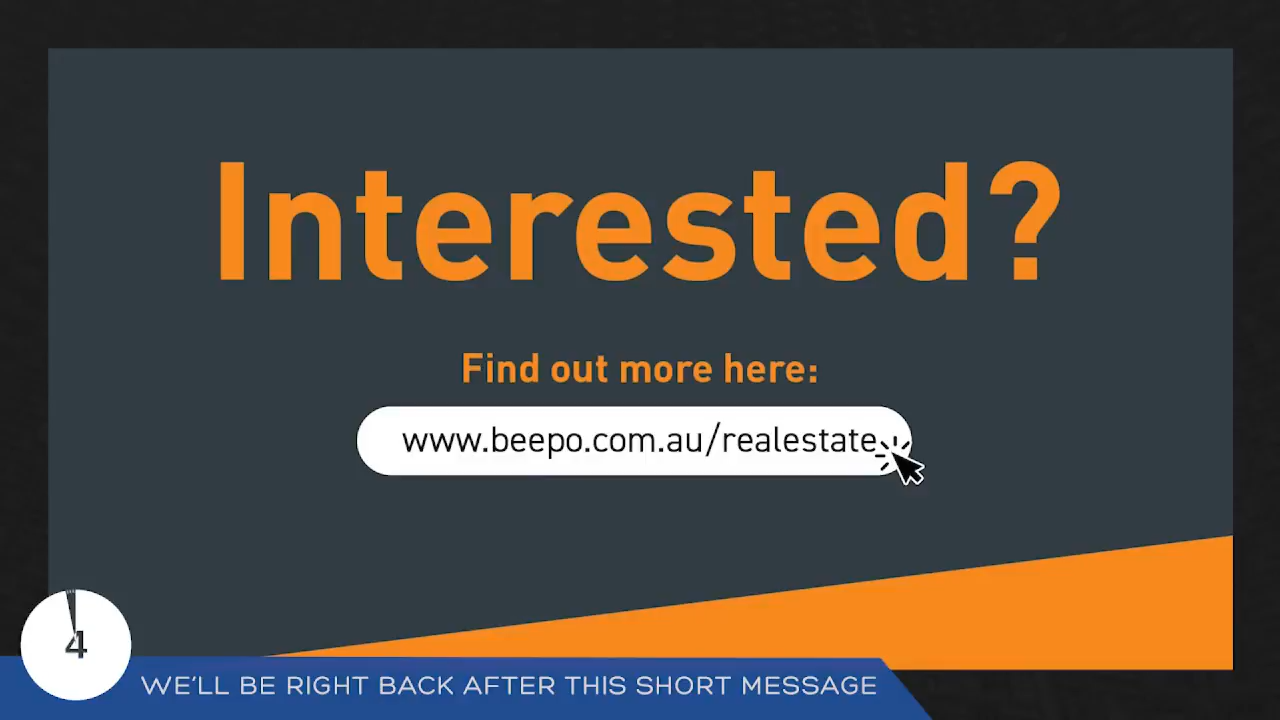 Interested?
Find out more here:
www.beepo.com.au/realestate
4
WE'LL BE RIGHT BACK AFTER THIS SHORT MESSAGE